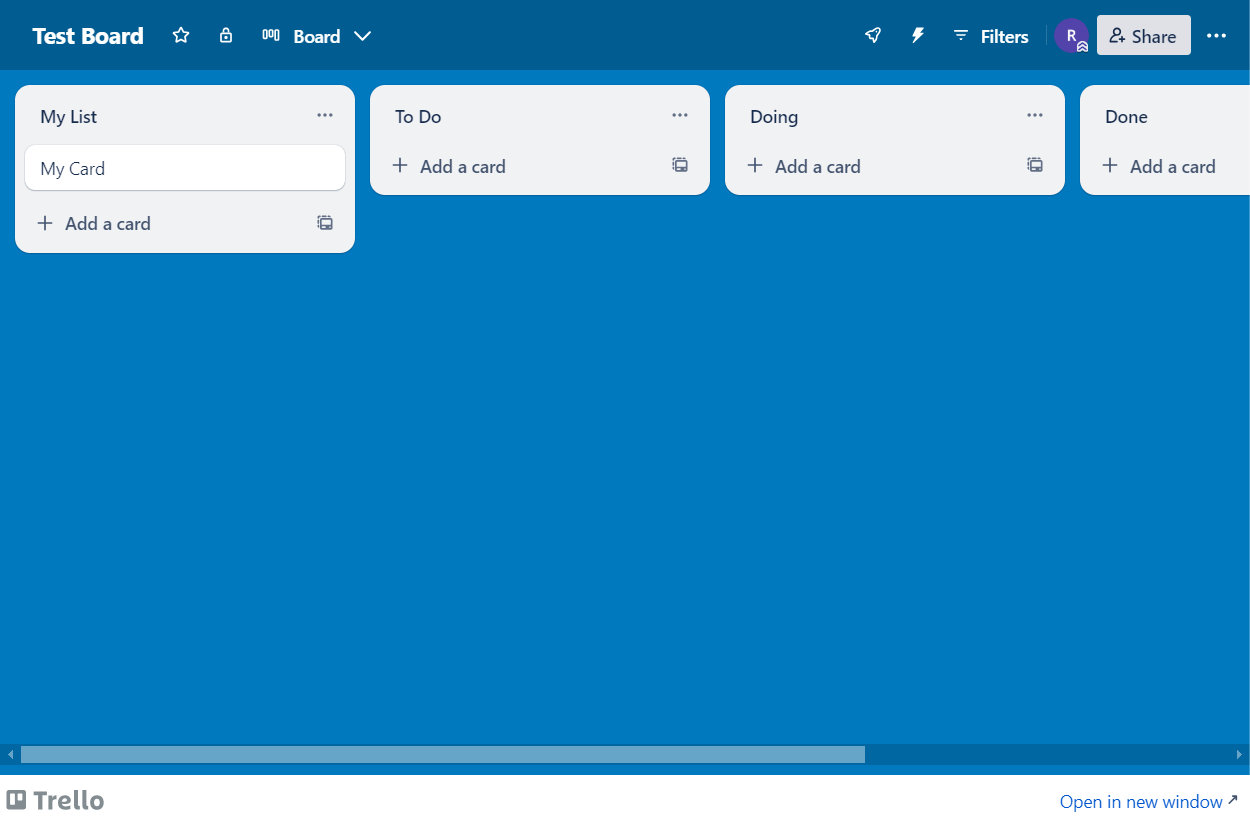 Test Board Board Filters R Share
My List
My Card
Add a card
To Do
Add a card
Doing
Add a card
Done
Add a card
Trello
Open in new window